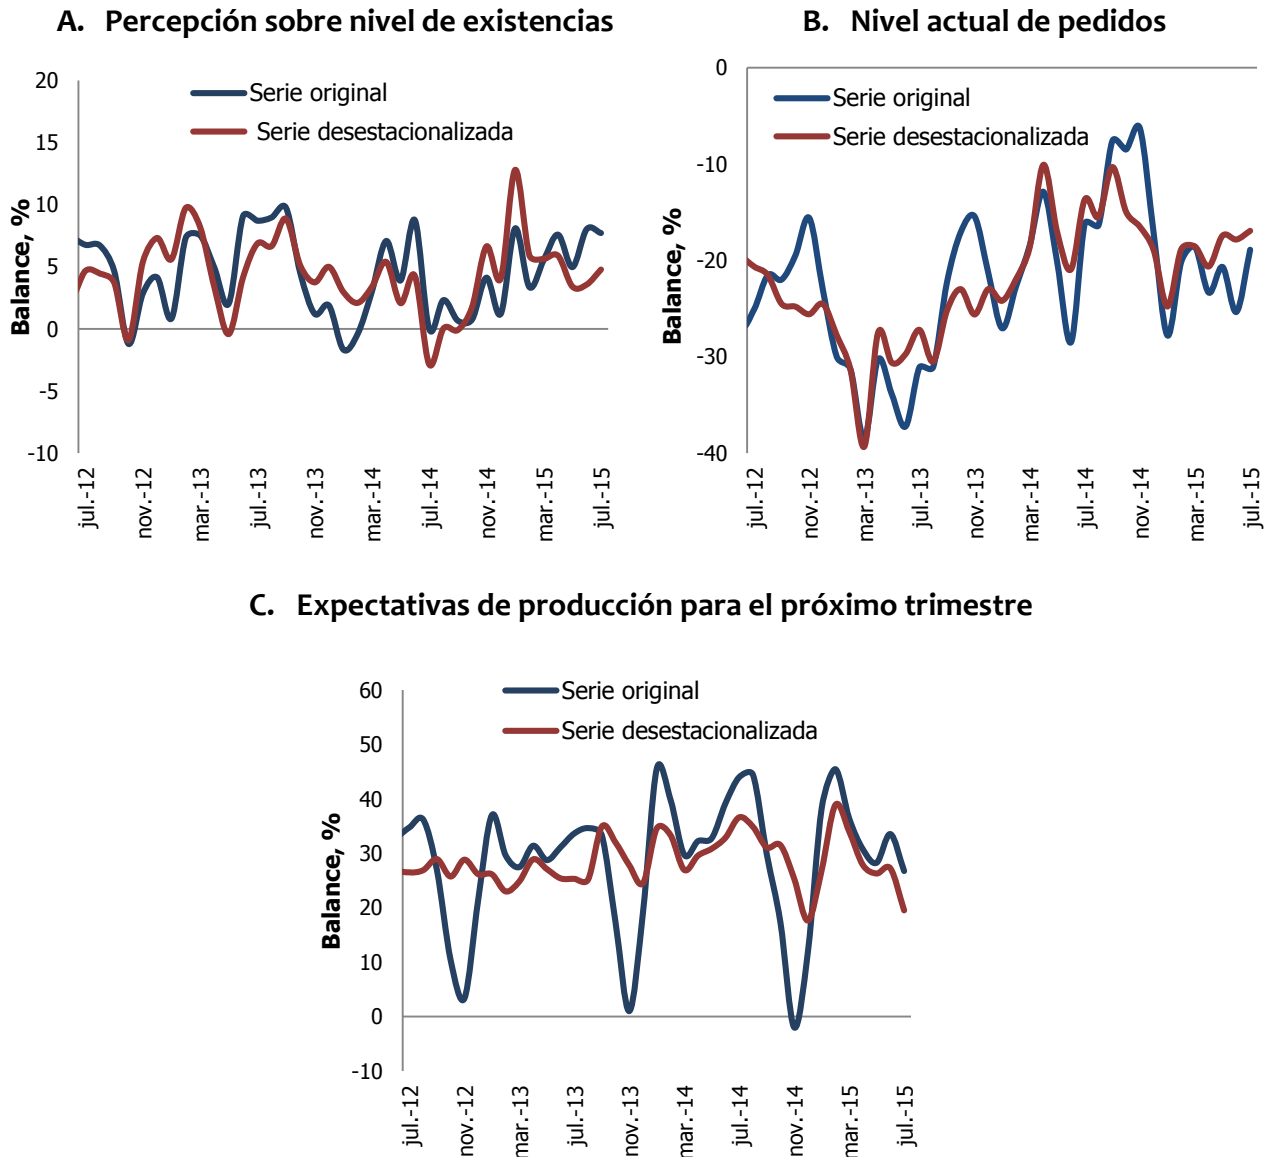 A. Percepción sobre nivel de existencias
20
15
10
5
0
-5
-10
Balance, %
Serie original
Serie desestacionalizada
jul.-12
nov.-12
mar.-13
jul.-13
nov.-13
mar.-14
jul.-14
nov.-14
mar.-15
jul.-15
B. Nivel actual de pedidos
0
-10
-20
-30
-40
Balance, %
Serie original
Serie desestacionalizada
jul.-12
nov.-12
mar.-13
jul.-13
nov.-13
mar.-14
jul.-14
nov.-14
mar.-15
jul.-15
C. Expectativas de producción para el próximo trimestre
60
50
40
30
20
10
0
-10
Balance, %
Serie original
Serie desestacionalizada
jul.-12
nov.-12
mar.-13
jul.-13
nov.-13
mar.-14
jul.-14
nov.-14
mar.-15
jul.-15